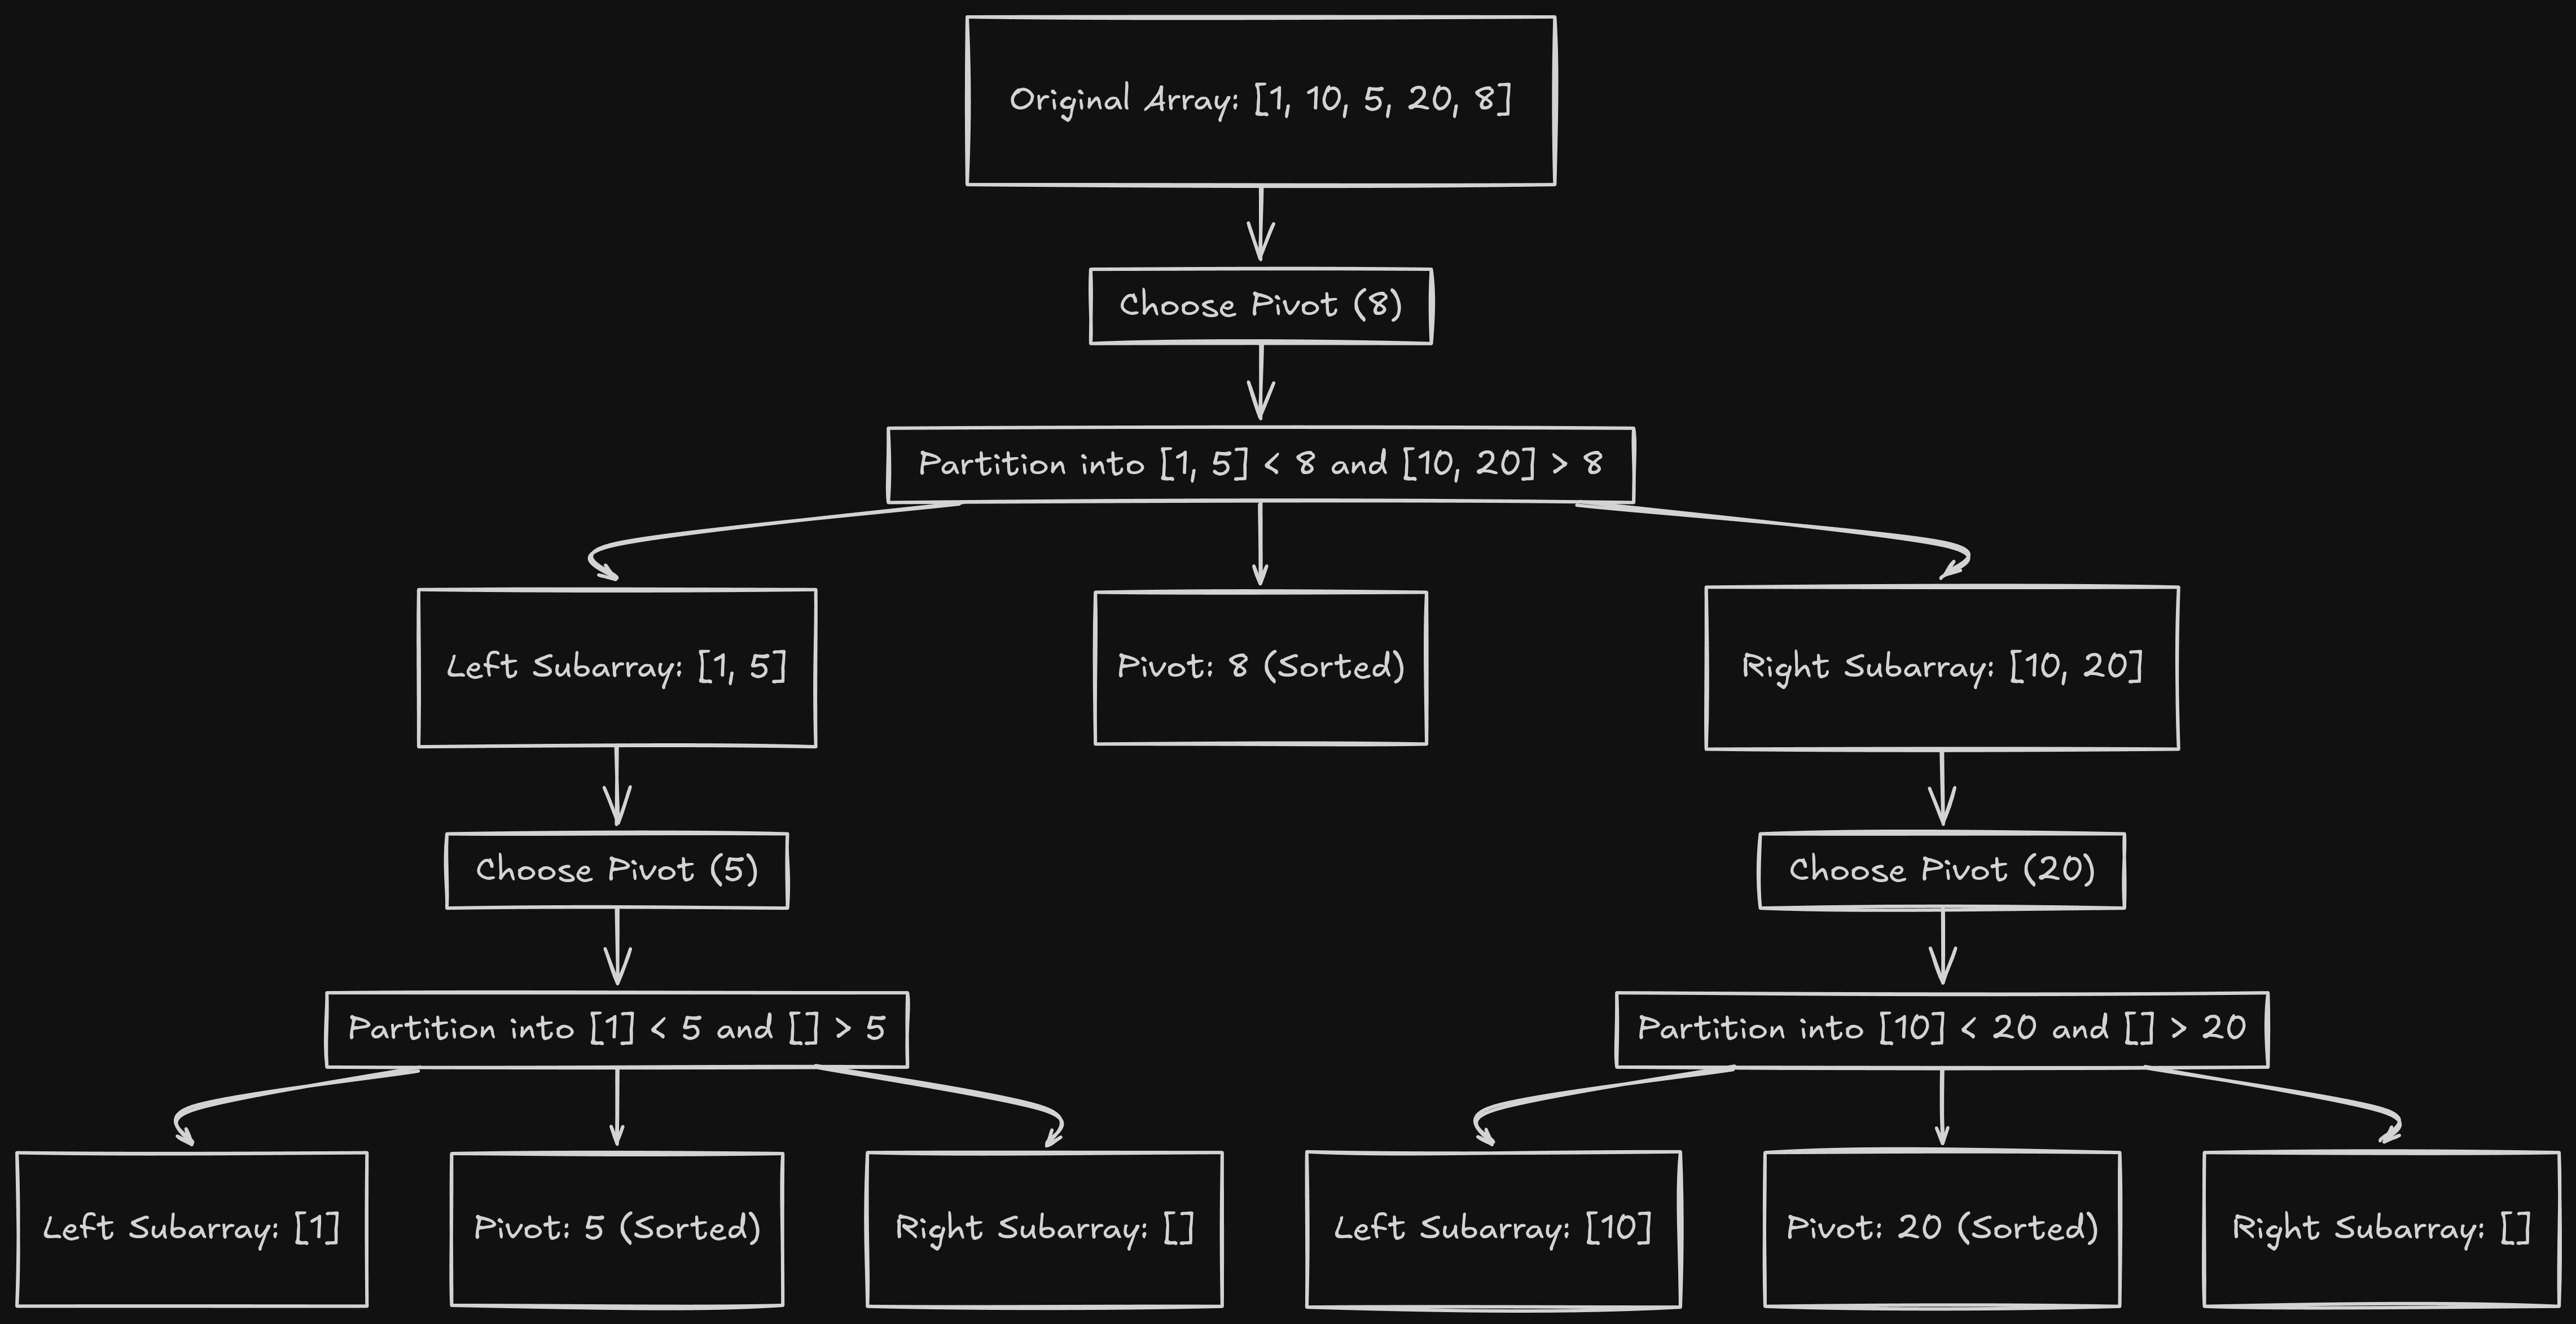 Original Array: [1, 10, 5, 20, 8]
Choose Pivot (8)
Partition into [1, 5] < 8 and [10, 20] > 8
Left Subarray: [1, 5]
Pivot: 8 (Sorted)
Right Subarray: [10, 20]
Choose Pivot (5)
Choose Pivot (20)
Partition into [1] < 5 and [] > 5
Partition into [10] < 20 and [] > 20
Left Subarray: [1]
Pivot: 5 (Sorted)
Right Subarray: []
Left Subarray: [10]
Pivot: 20 (Sorted)
Right Subarray: []